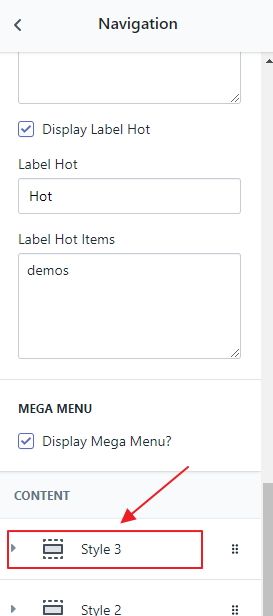 Navigation
Display Label Hot
Label Hot
Hot
Label Hot Items
demos
MEGA MENU
Display Mega Menu?
CONTENT
Style 3
Style 2